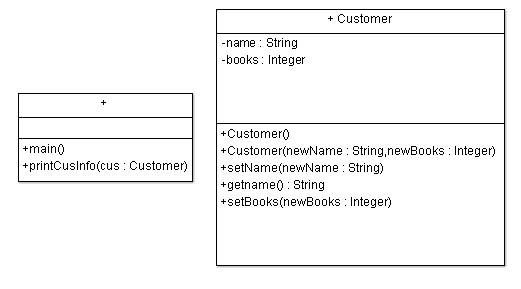 +
+main()
+printCusInfo(cus : Customer)
+ Customer
-name : String
-books : Integer
+Customer()
+Customer(newName : String,newBooks : Integer)
+setName(newName : String)
+getname() : String
+setBooks(newBooks : Integer)